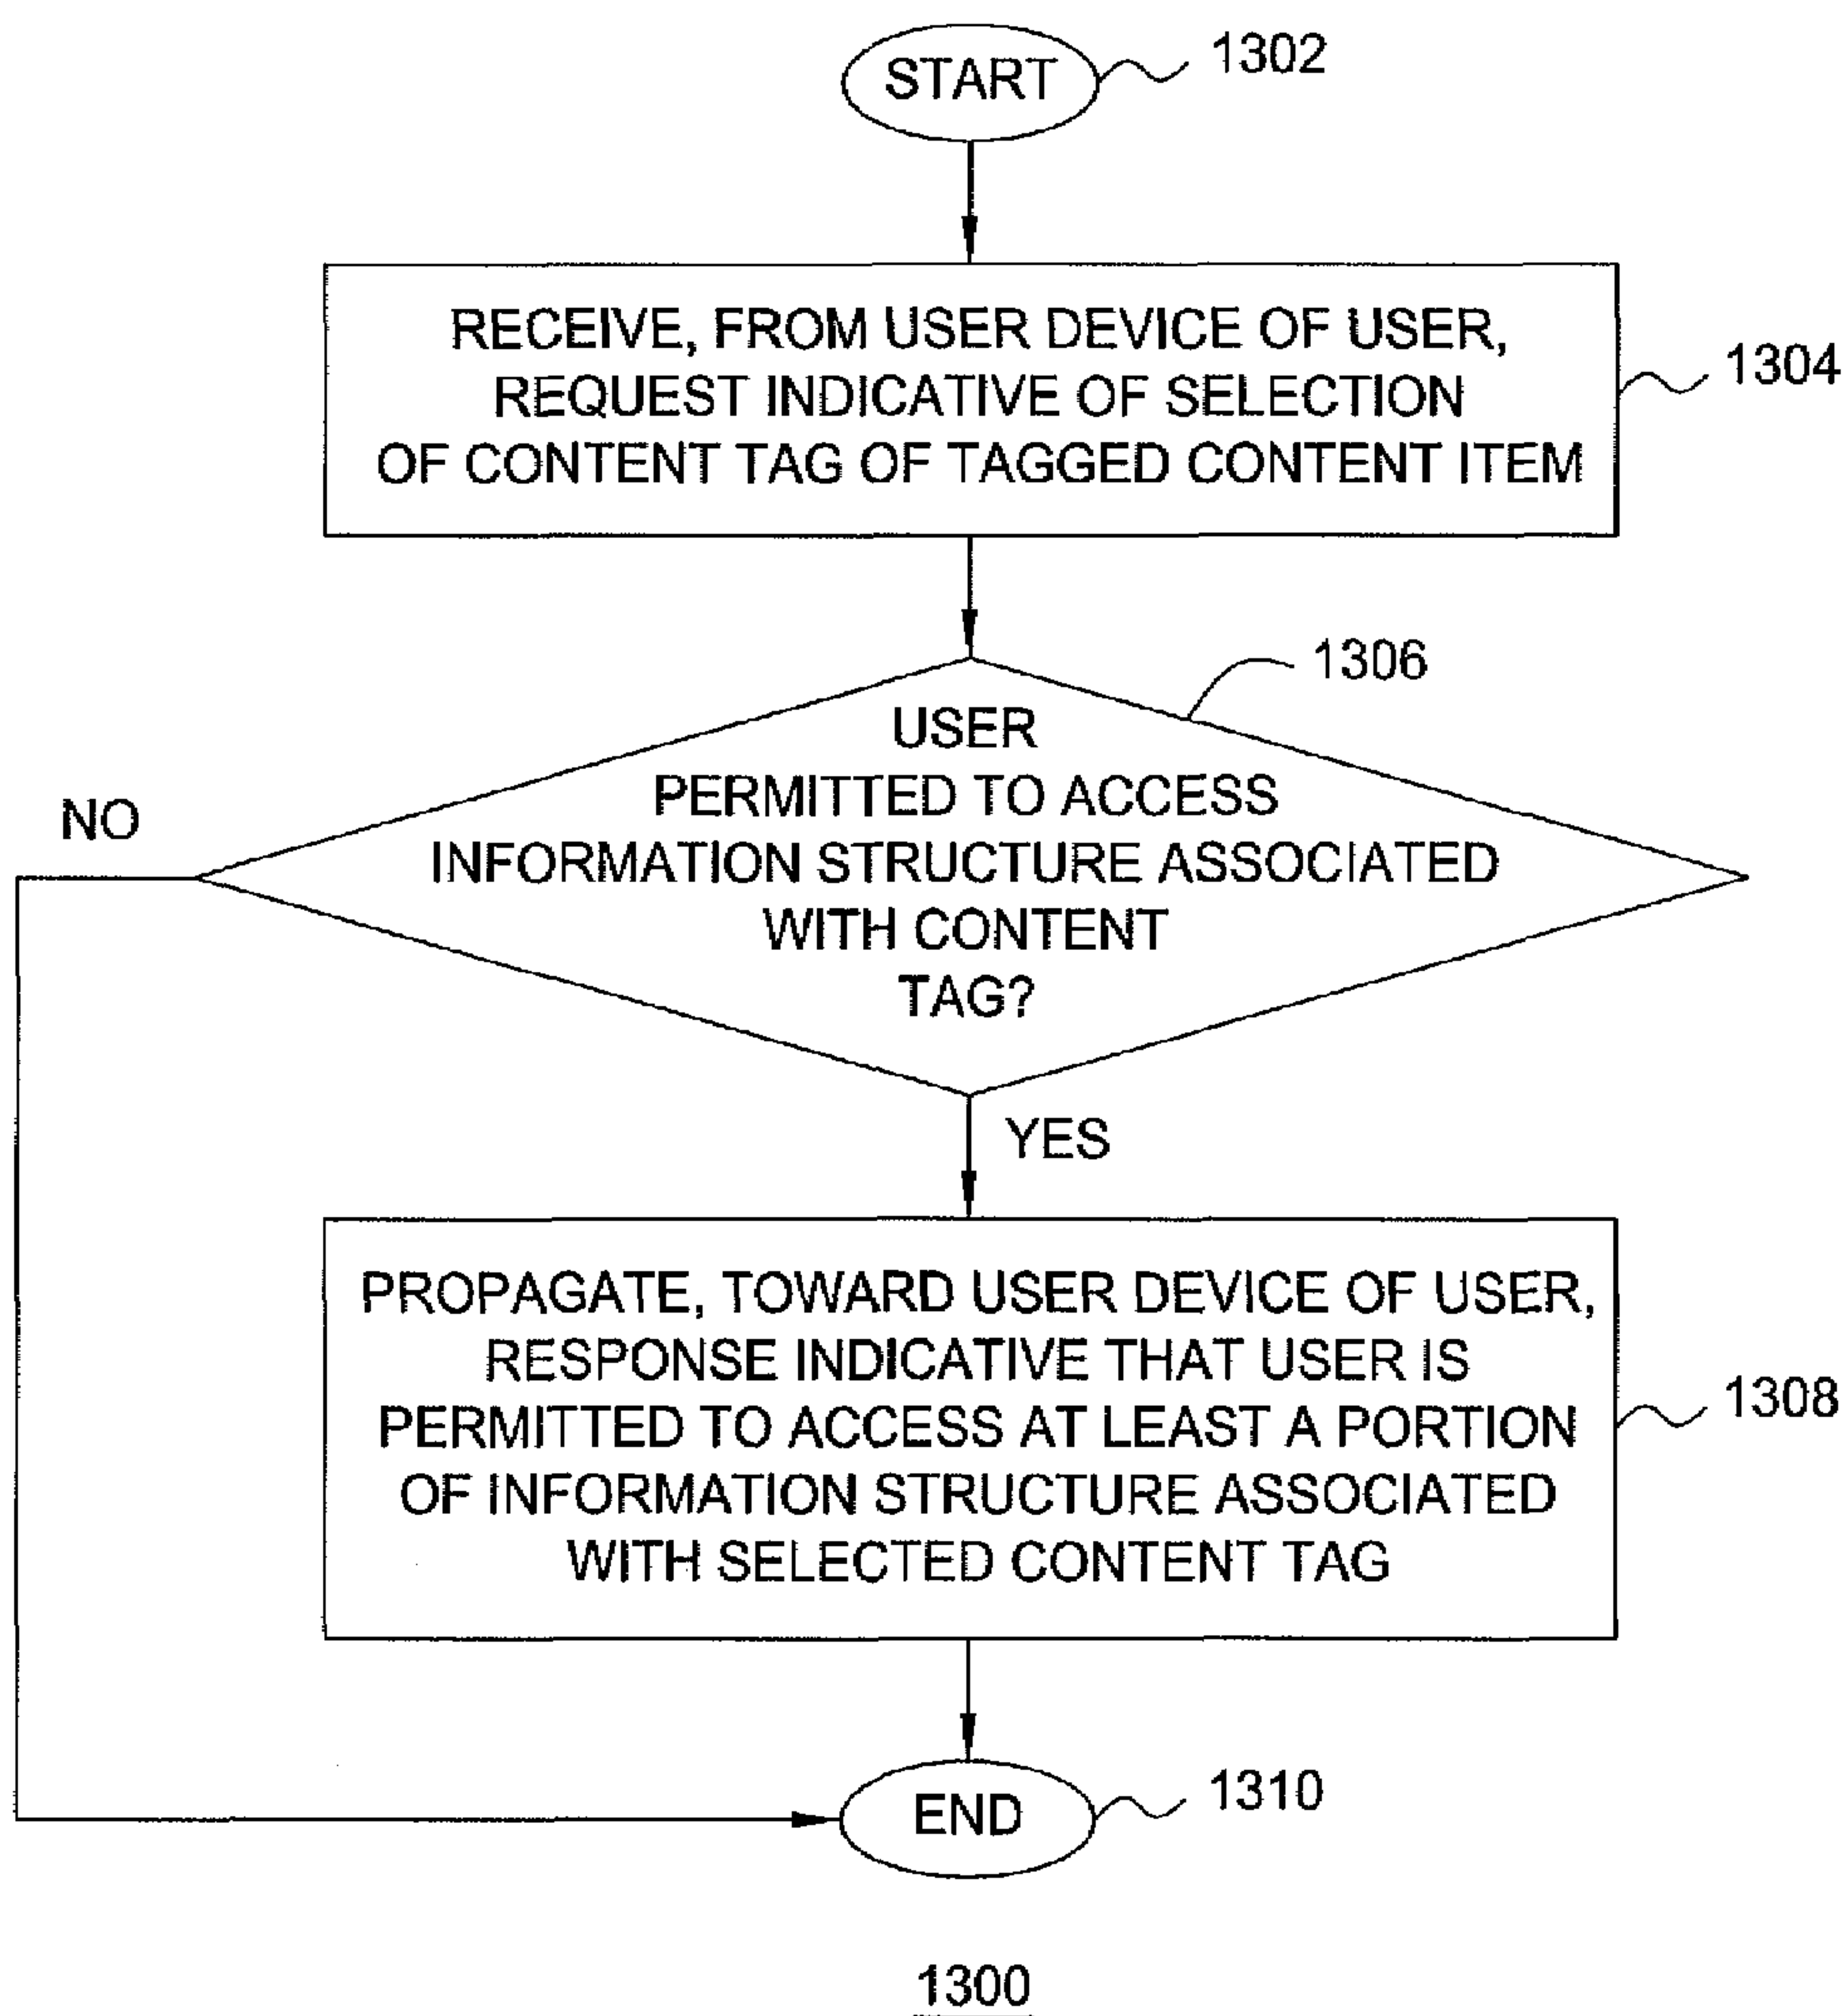 START
1302
RECEIVE, FROM USER DEVICE OF USER,
REQUEST INDICATIVE OF SELECTION
OF CONTENT TAG OF TAGGED CONTENT ITEM
1304
1306
USER
PERMITTED TO ACCESS
INFORMATION STRUCTURE ASSOCIATED
WITH CONTENT
TAG?
NO
YES
PROPAGATE, TOWARD USER DEVICE OF USER,
RESPONSE INDICATIVE THAT USER IS
PERMITTED TO ACCESS AT LEAST A PORTION
OF INFORMATION STRUCTURE ASSOCIATED
WITH SELECTED CONTENT TAG
1308
END
1310
1300